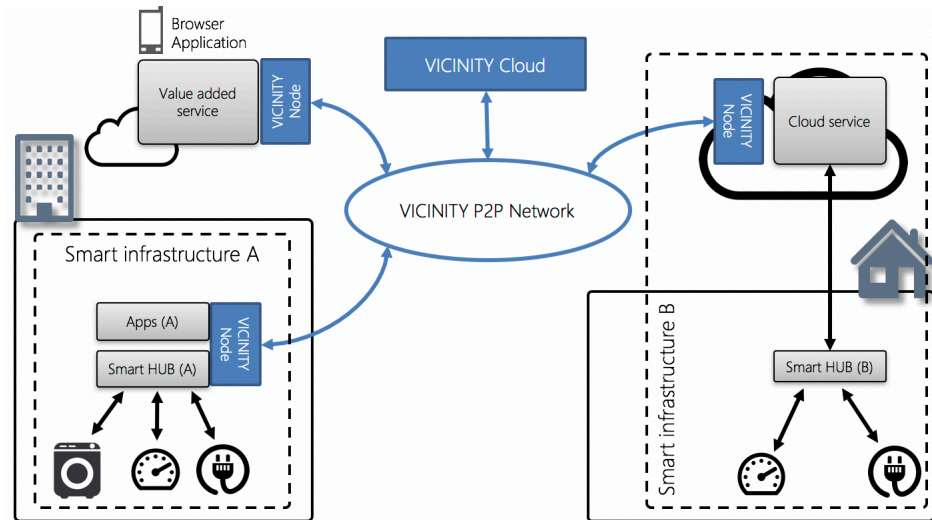 Browser
Application
Value added
service
VICINITY
Node
VICINITY Cloud
VICINITY
Node
Cloud service
VICINITY P2P Network
Smart infrastructure A
Apps (A)
Smart HUB (A)
VICINITY
Node
Smart infrastructure B
Smart HUB (B)